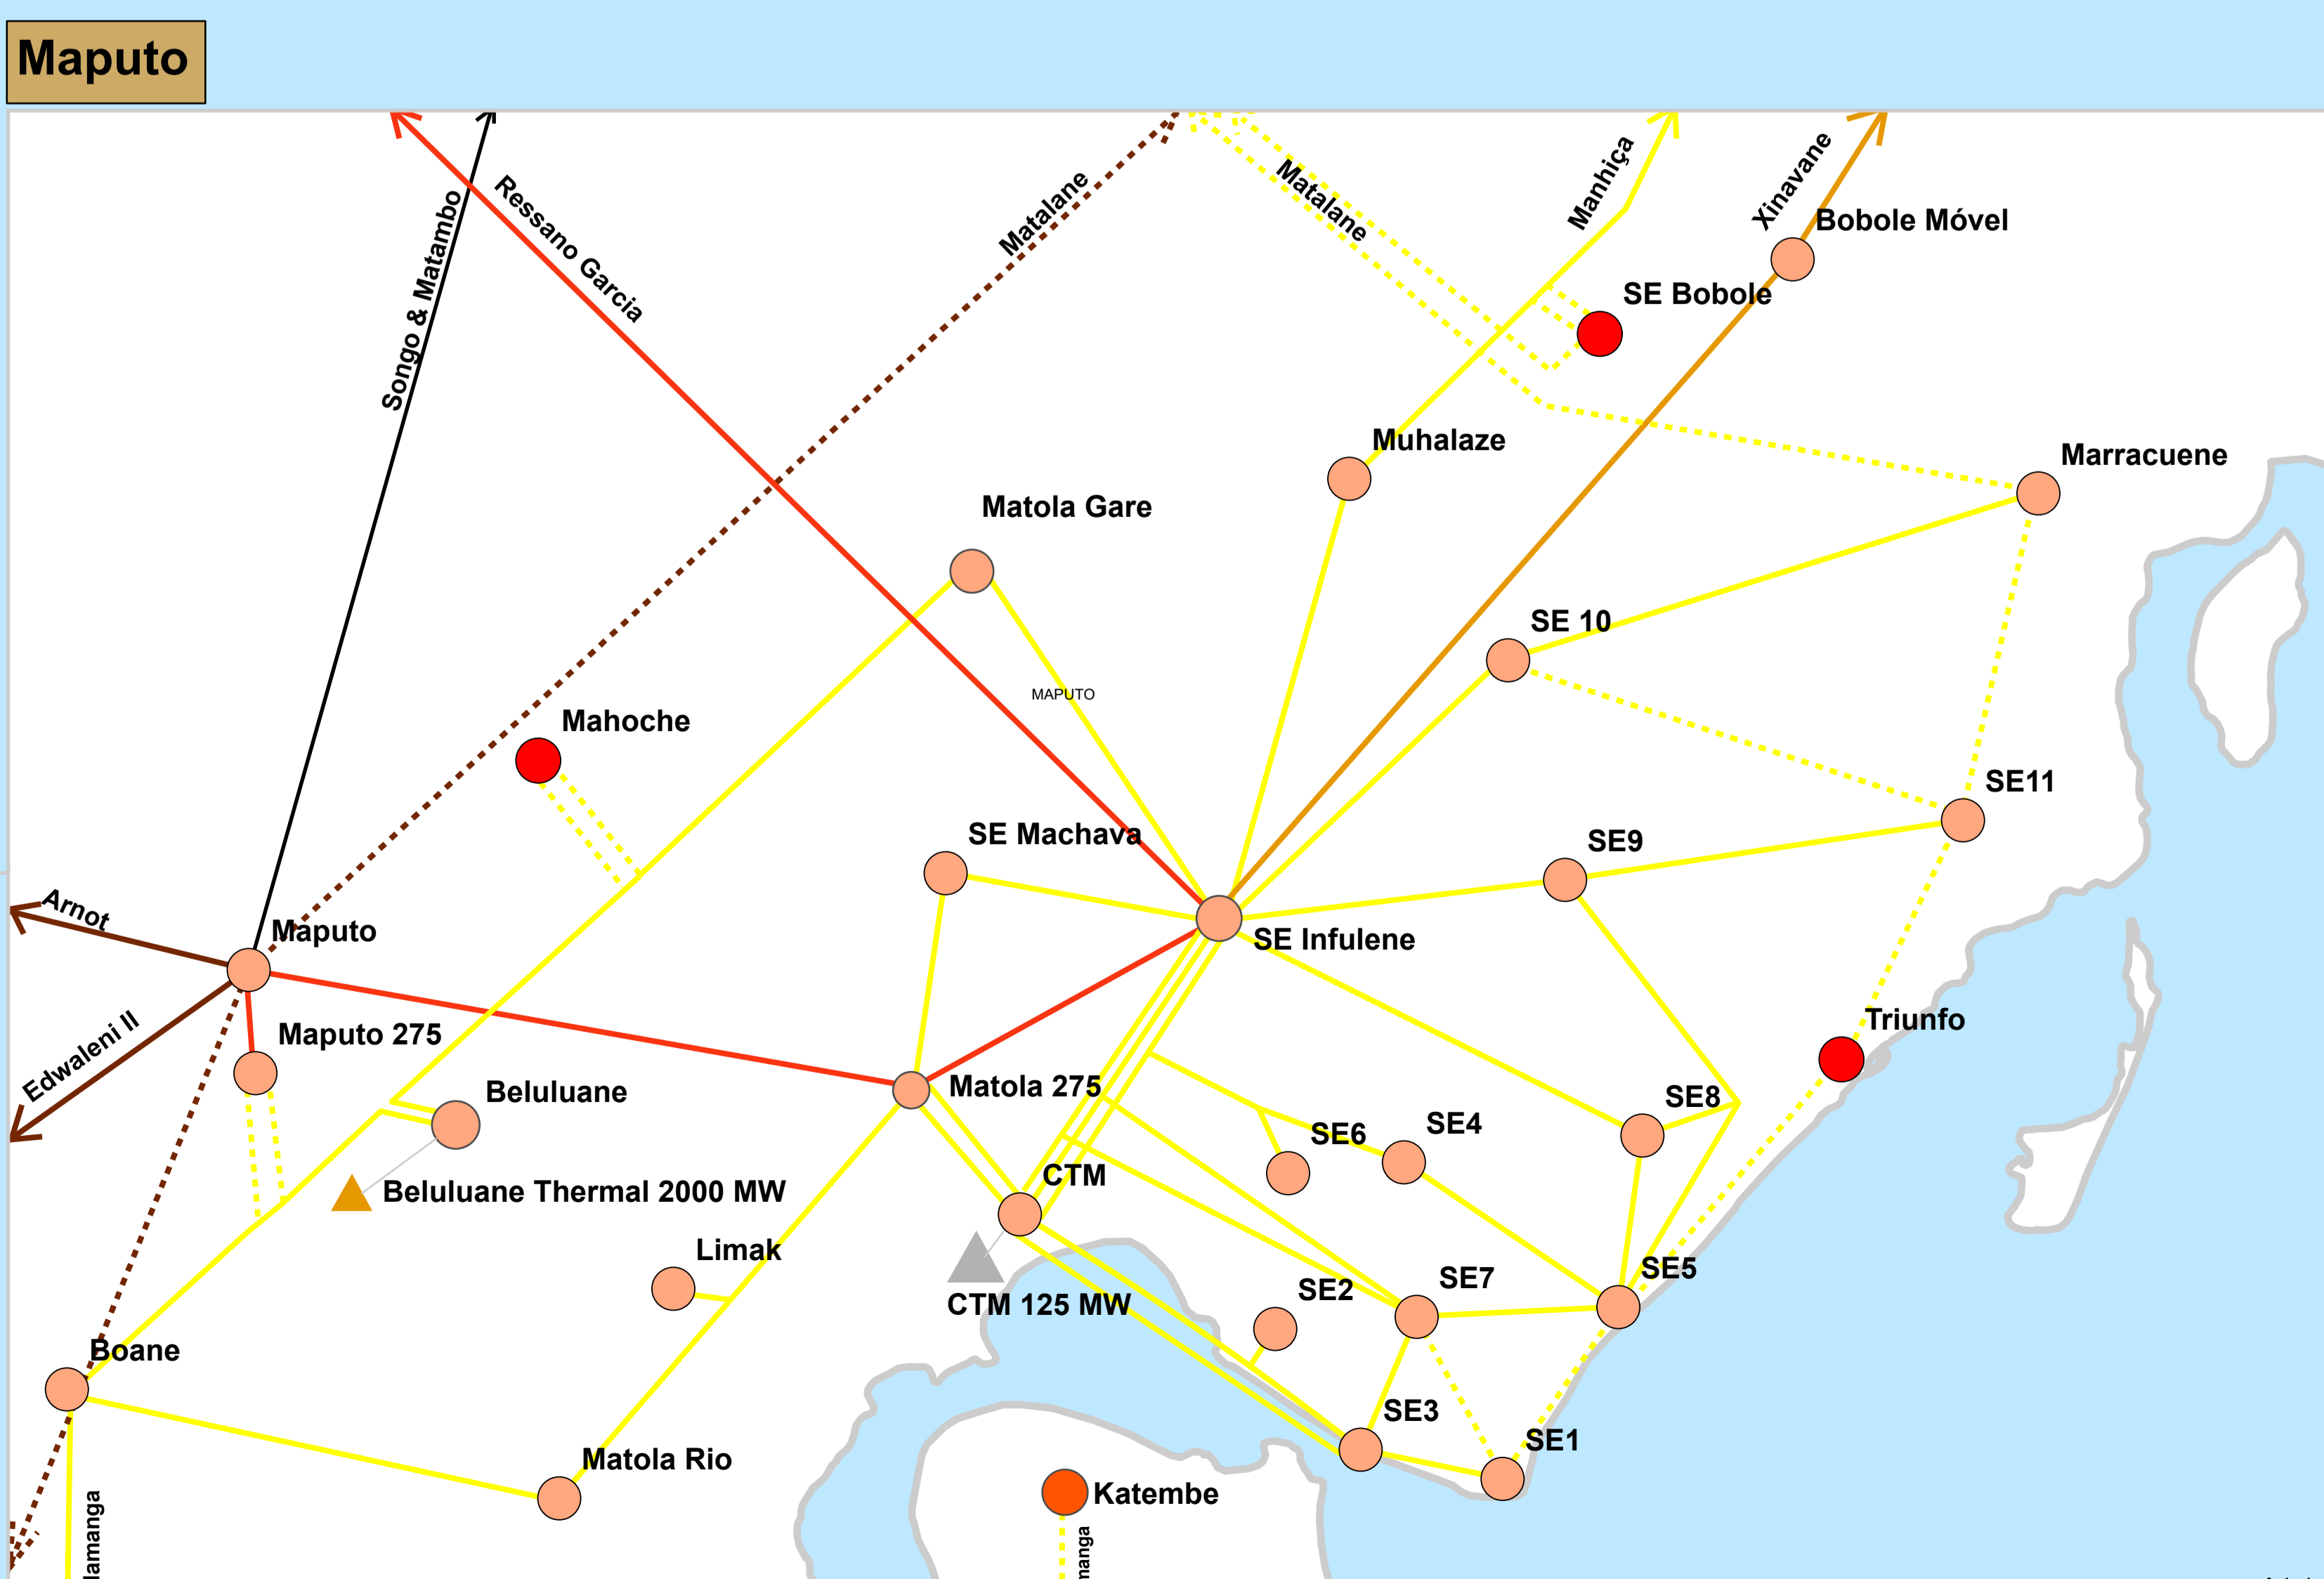 Maputo
Songo & Matambo
Ressano Garcia
Matalane
Matalane
Manhiça
Xinavane
Bobole Móvel
SE Bobole
Muhalaze
Marracuene
Matola Gare
SE 10
MAPUTO
Mahoche
SE11
SE Machava
SE9
Arnot
Maputo
SE Infulene
Edwaleni II
Maputo 275
Triunfo
Beluluane
Matola 275
SE8
SE6
SE4
CTM
Beluluane Thermal 2000 MW
Limak
SE5
SE7
SE2
CTM 125 MW
Boane
SE3
SE1
Matola Rio
Katembe
lamanga
manga